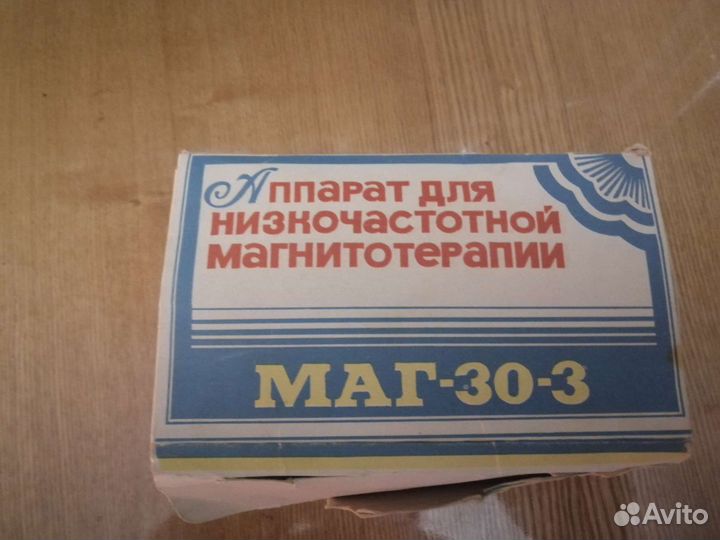 Аппарат для
низкочастотной
магнитотерапии
МАГ-30-3
Avito